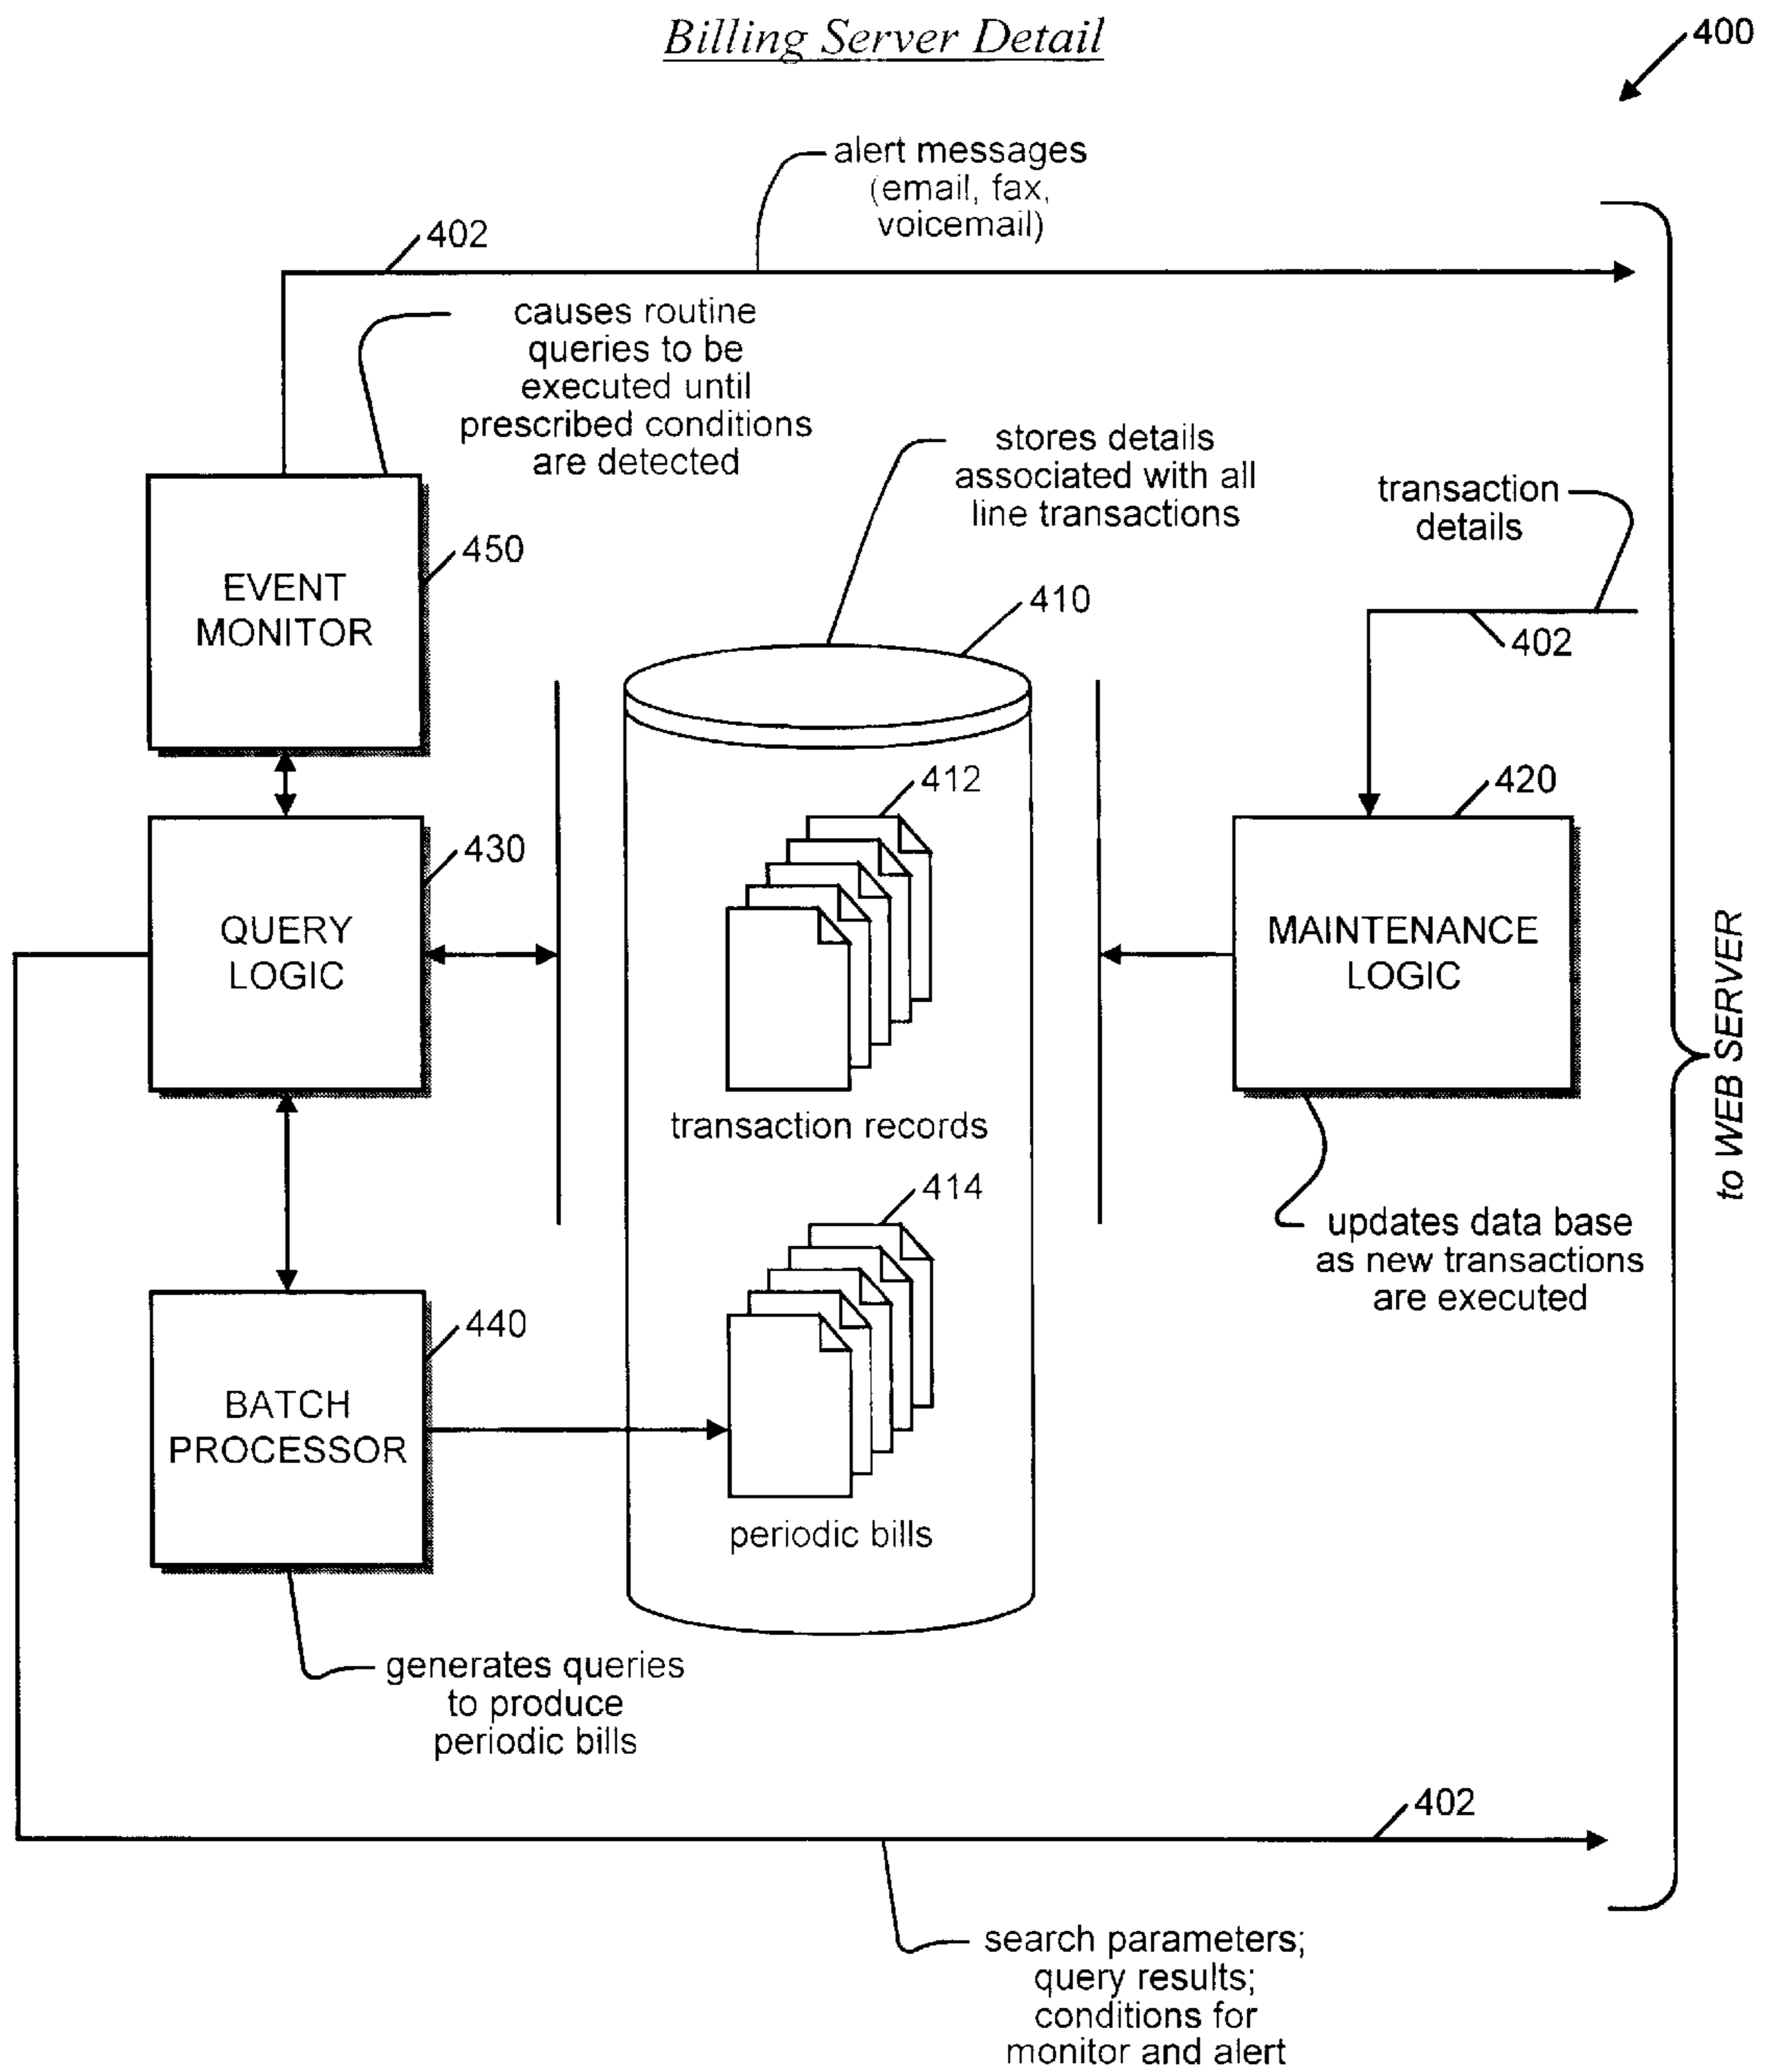 Billing Server Detail
400
alert messages
(email, fax,
voicemail)
402
causes routine
queries to be
executed until
prescribed conditions
are detected
stores details
associated with all
line transactions
transaction
details
450
EVENT
MONITOR
410
402
412
420
430
QUERY
LOGIC
MAINTENANCE
LOGIC
to WEB SERVER
transaction records
414
updates data base
as new transactions
are executed
440
BATCH
PROCESSOR
periodic bills
generates queries
to produce
periodic bills
402
search parameters;
query results;
conditions for
monitor and alert